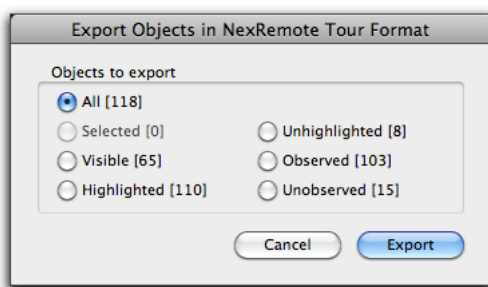 Export Objects in NexRemote Tour Format
Objects to export
All [118]
Selected [0]
Unhighlighted [8]
Visible [65]
Observed [103]
Highlighted [110]
Unobserved [15]
Cancel
Export